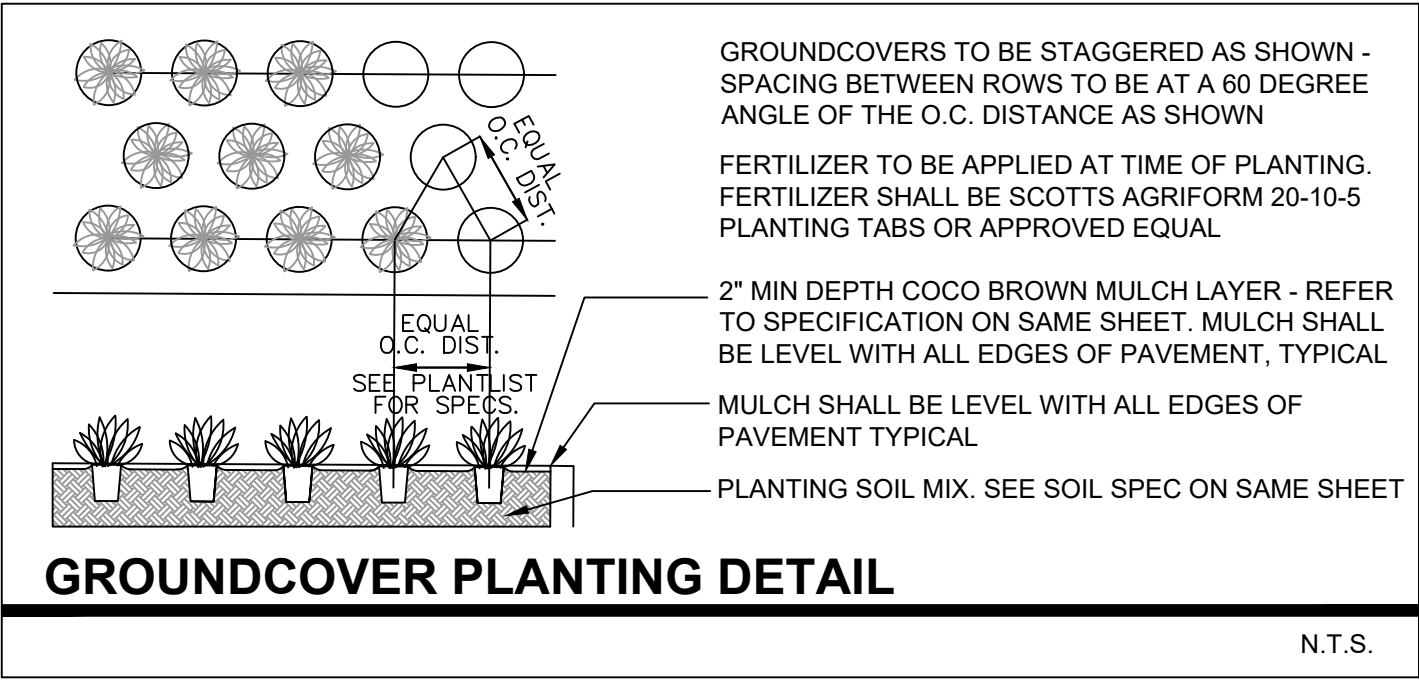 GROUNDCOVERS TO BE STAGGERED AS SHOWN -
SPACING BETWEEN ROWS TO BE AT A 60 DEGREE
ANGLE OF THE O.C. DISTANCE AS SHOWN
FERTILIZER TO BE APPLIED AT TIME OF PLANTING.
FERTILIZER SHALL BE SCOTTS AGRIFORM 20-10-5
PLANTING TABS OR APPROVED EQUAL
EQUAL
O.C. DIST.
2" MIN DEPTH COCO BROWN MULCH LAYER - REFER
TO SPECIFICATION ON SAME SHEET. MULCH SHALL
BE LEVEL WITH ALL EDGES OF PAVEMENT, TYPICAL
EQUAL
O.C. DIST.
SEE PLANTLIST
FOR SPECS.
MULCH SHALL BE LEVEL WITH ALL EDGES OF
PAVEMENT TYPICAL
PLANTING SOIL MIX. SEE SOIL SPEC ON SAME SHEET
GROUNDCOVER PLANTING DETAIL
N.T.S.